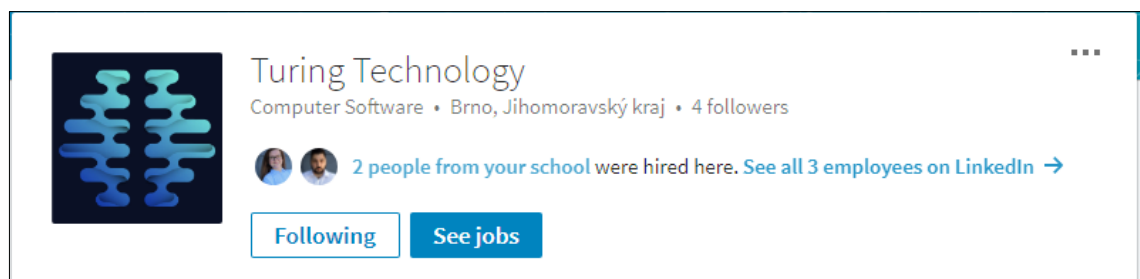 Turing Technology
Computer Software • Brno, Jihomoravský kraj • 4 followers
2 people from your school were hired here. See all 3 employees on LinkedIn →
Following
See jobs